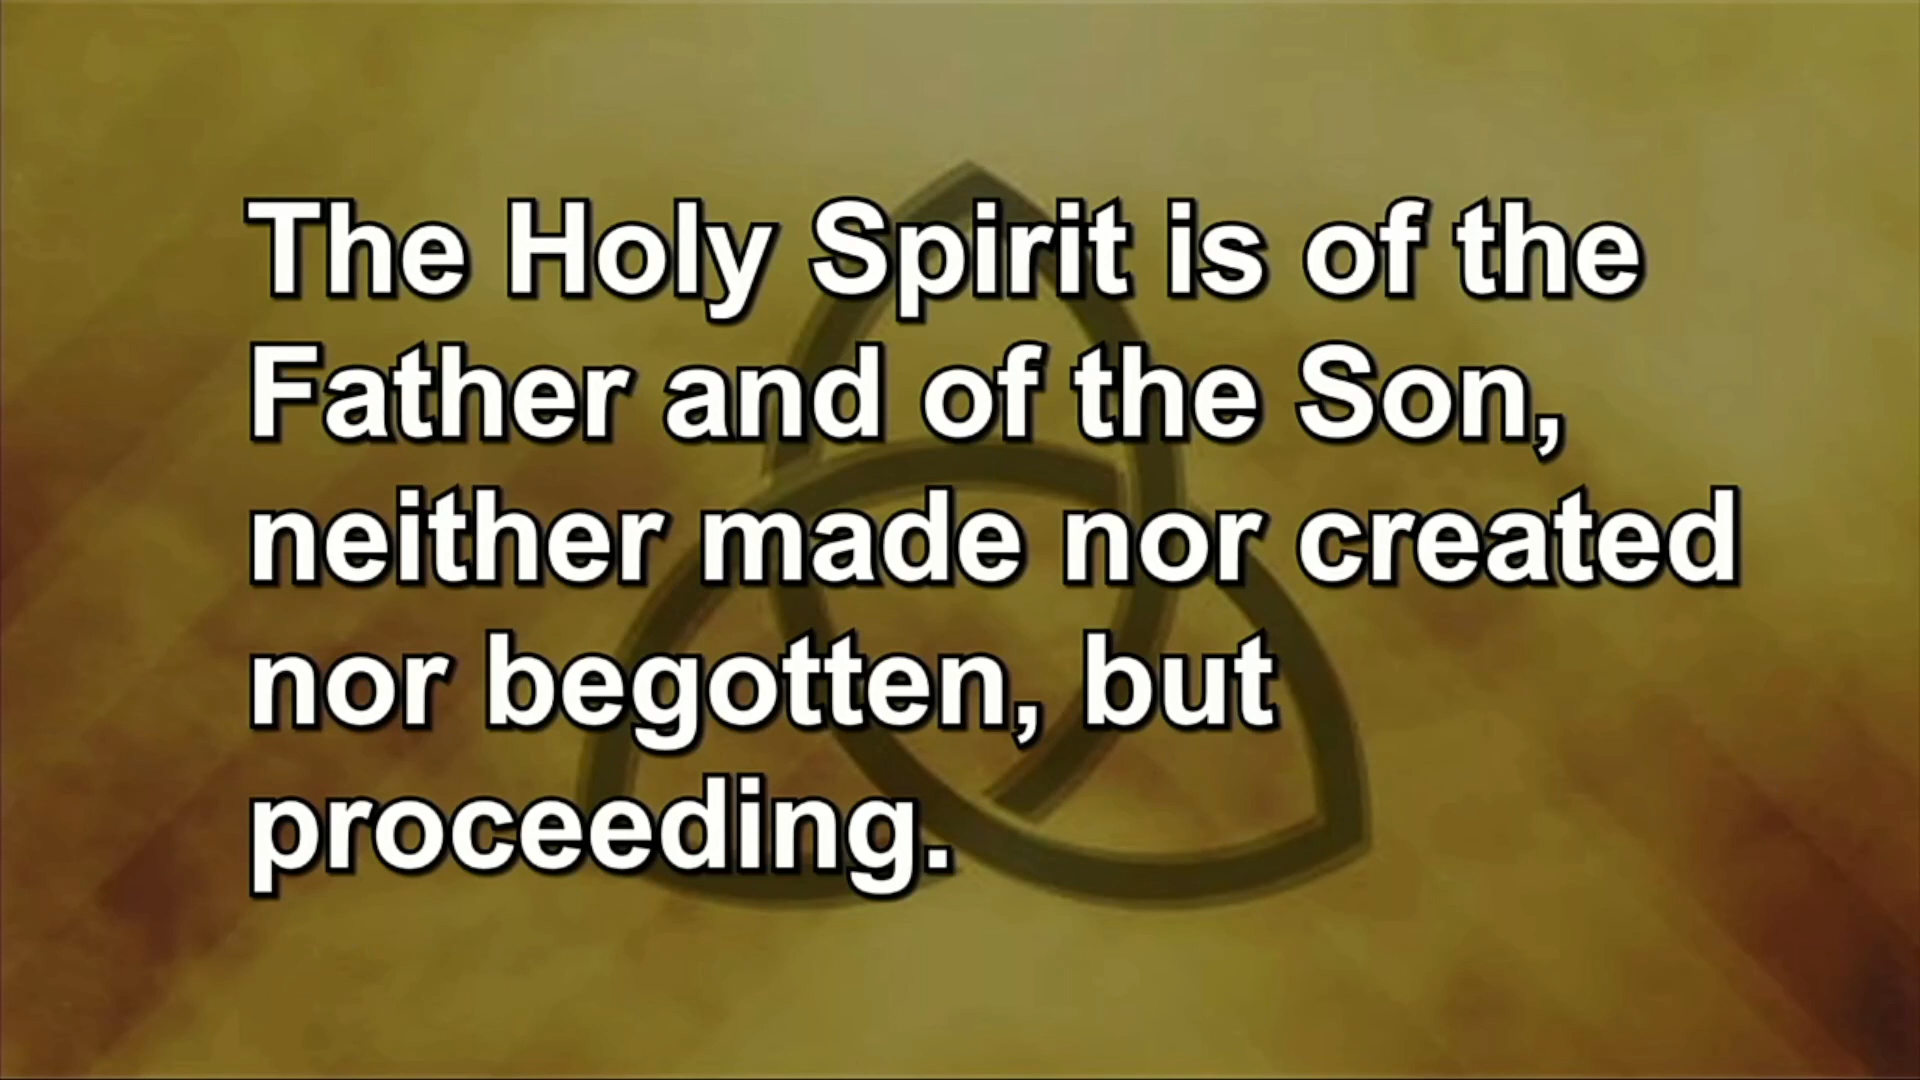 The Holy Spirit is of the
Father and of the Son,
neither made nor created
nor begotten, but
proceeding.